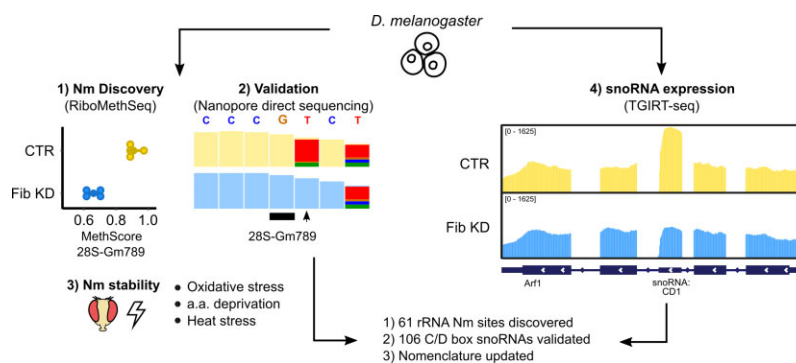 D. melanogaster
1) Nm Discovery
(RiboMethSeq)
CTR
Fib KD
0.6 0.8 1.0
MethScore
28S-Gm789
2) Validation
(Nanopore direct sequencing)
C C C G T C T
28S-Gm789
4) snoRNA expression
(TGIRT-seq)
[0 - 1625]
CTR
[0 - 1625]
Fib KD
Arf1
snoRNA:
CD1
3) Nm stability
• Oxidative stress
• a.a. deprivation
• Heat stress
1) 61 rRNA Nm sites discovered
2) 106 C/D box snoRNAs validated
3) Nomenclature updated